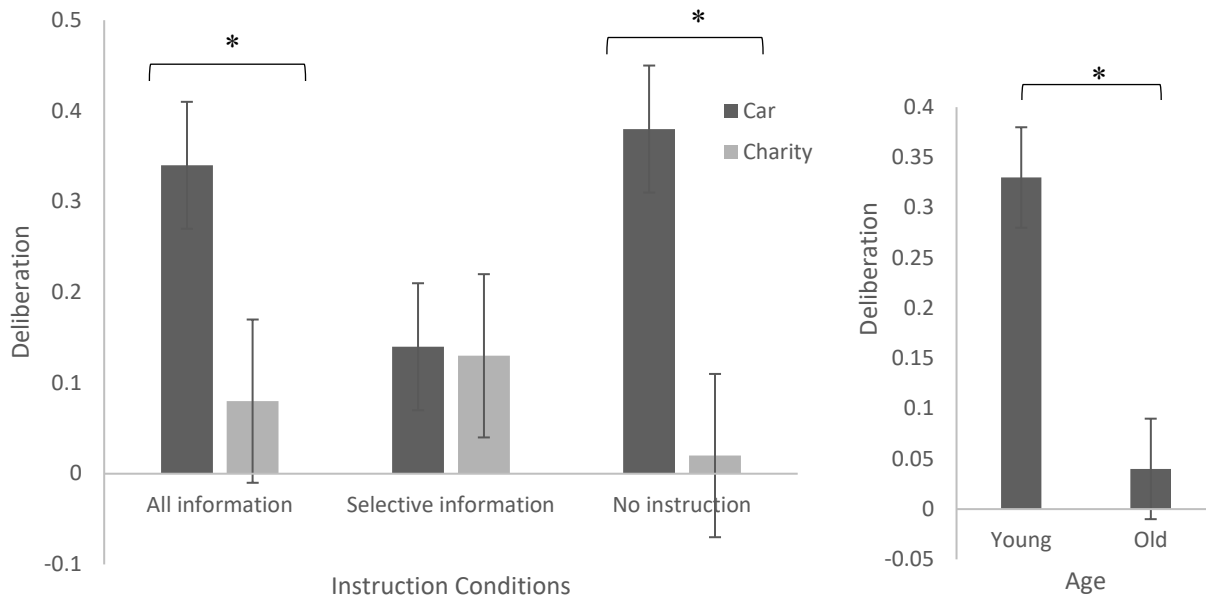 0.5
0.4
0.3
0.2
0.1
0
-0.1
Deliberation
*
*
Car
Charity
All information
Selective information
No instruction
Instruction Conditions
*
0.4
0.35
0.3
0.25
0.2
0.15
0.1
0.05
0
-0.05
Deliberation
Young
Old
Age